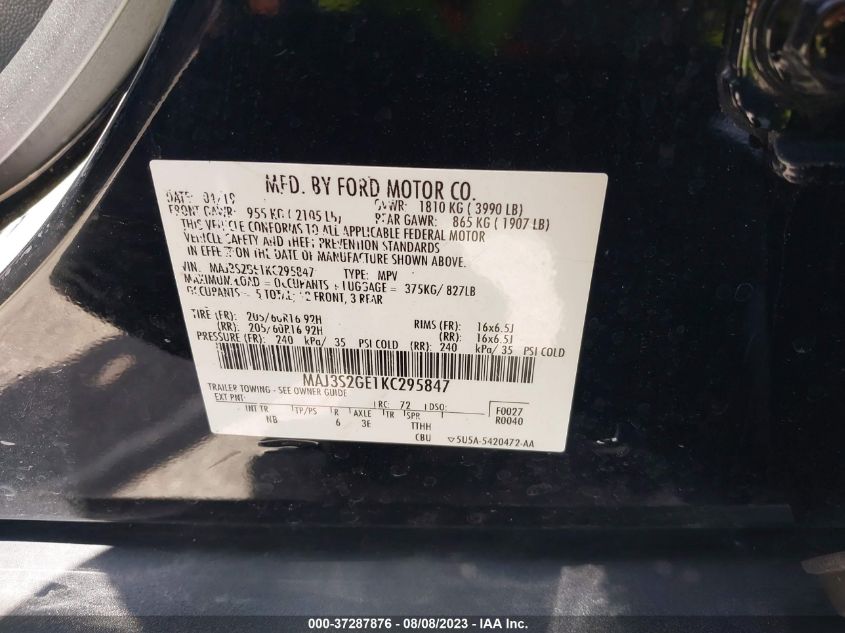 MFD. BY FORD MOTOR CO.
DATE: 01/19 GVWR: 1810 KG ( 3990 LB)
FRONT GAWR: 955 KG ( 2105 LB) REAR GAWR: 865 KG ( 1907 LB)
THIS VEHICLE CONFORMS TO ALL APPLICABLE FEDERAL MOTOR
VEHICLE SAFETY AND THEFT PREVENTION STANDARDS
IN EFFECT ON THE DATE OF MANUFACTURE SHOWN ABOVE
VIN: MAJ3S2GE1KC295847 TYPE: MPV
MAXIMUM LOAD = OCCUPANTS + LUGGAGE = 375KG/ 827LB
OCCUPANTS = 5 TOTAL: 2 FRONT, 3 REAR
TIRE (FR): 205/60R16 92H RIMS (FR): 16x6.5J
(RR): 205/60R16 92H (RR): 16x6.5J
PRESSURE (FR): 240 kPa/ 35 PSI COLD (RR): 240 kPa/ 35 PSI COLD
MAJ3S2GE1KC295847
TRAILER TOWING - SEE OWNER GUIDE
EXT PNT: RC: 72 DSO: F0027
INT TR TP/PS R AXLE TR SPR R0040
NB 6 3E TTHH
CBU 5U5A-5420472-AA
000-37287876 - 08/08/2023 - IAA Inc.